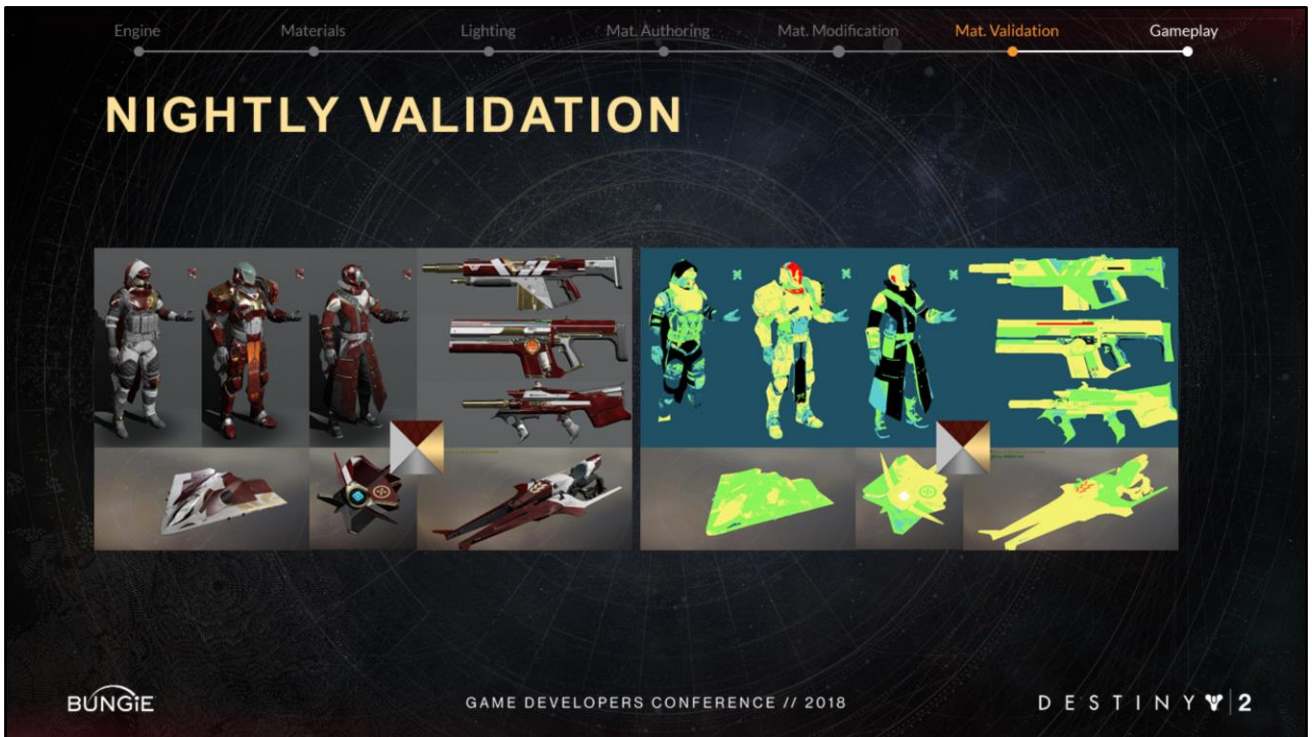 Engine Materials Lighting Mat. Authoring Mat. Modification Mat. Validation Gameplay
NIGHTLY VALIDATION
BUNGiE GAME DEVELOPERS CONFERENCE // 2018 DESTINY 2